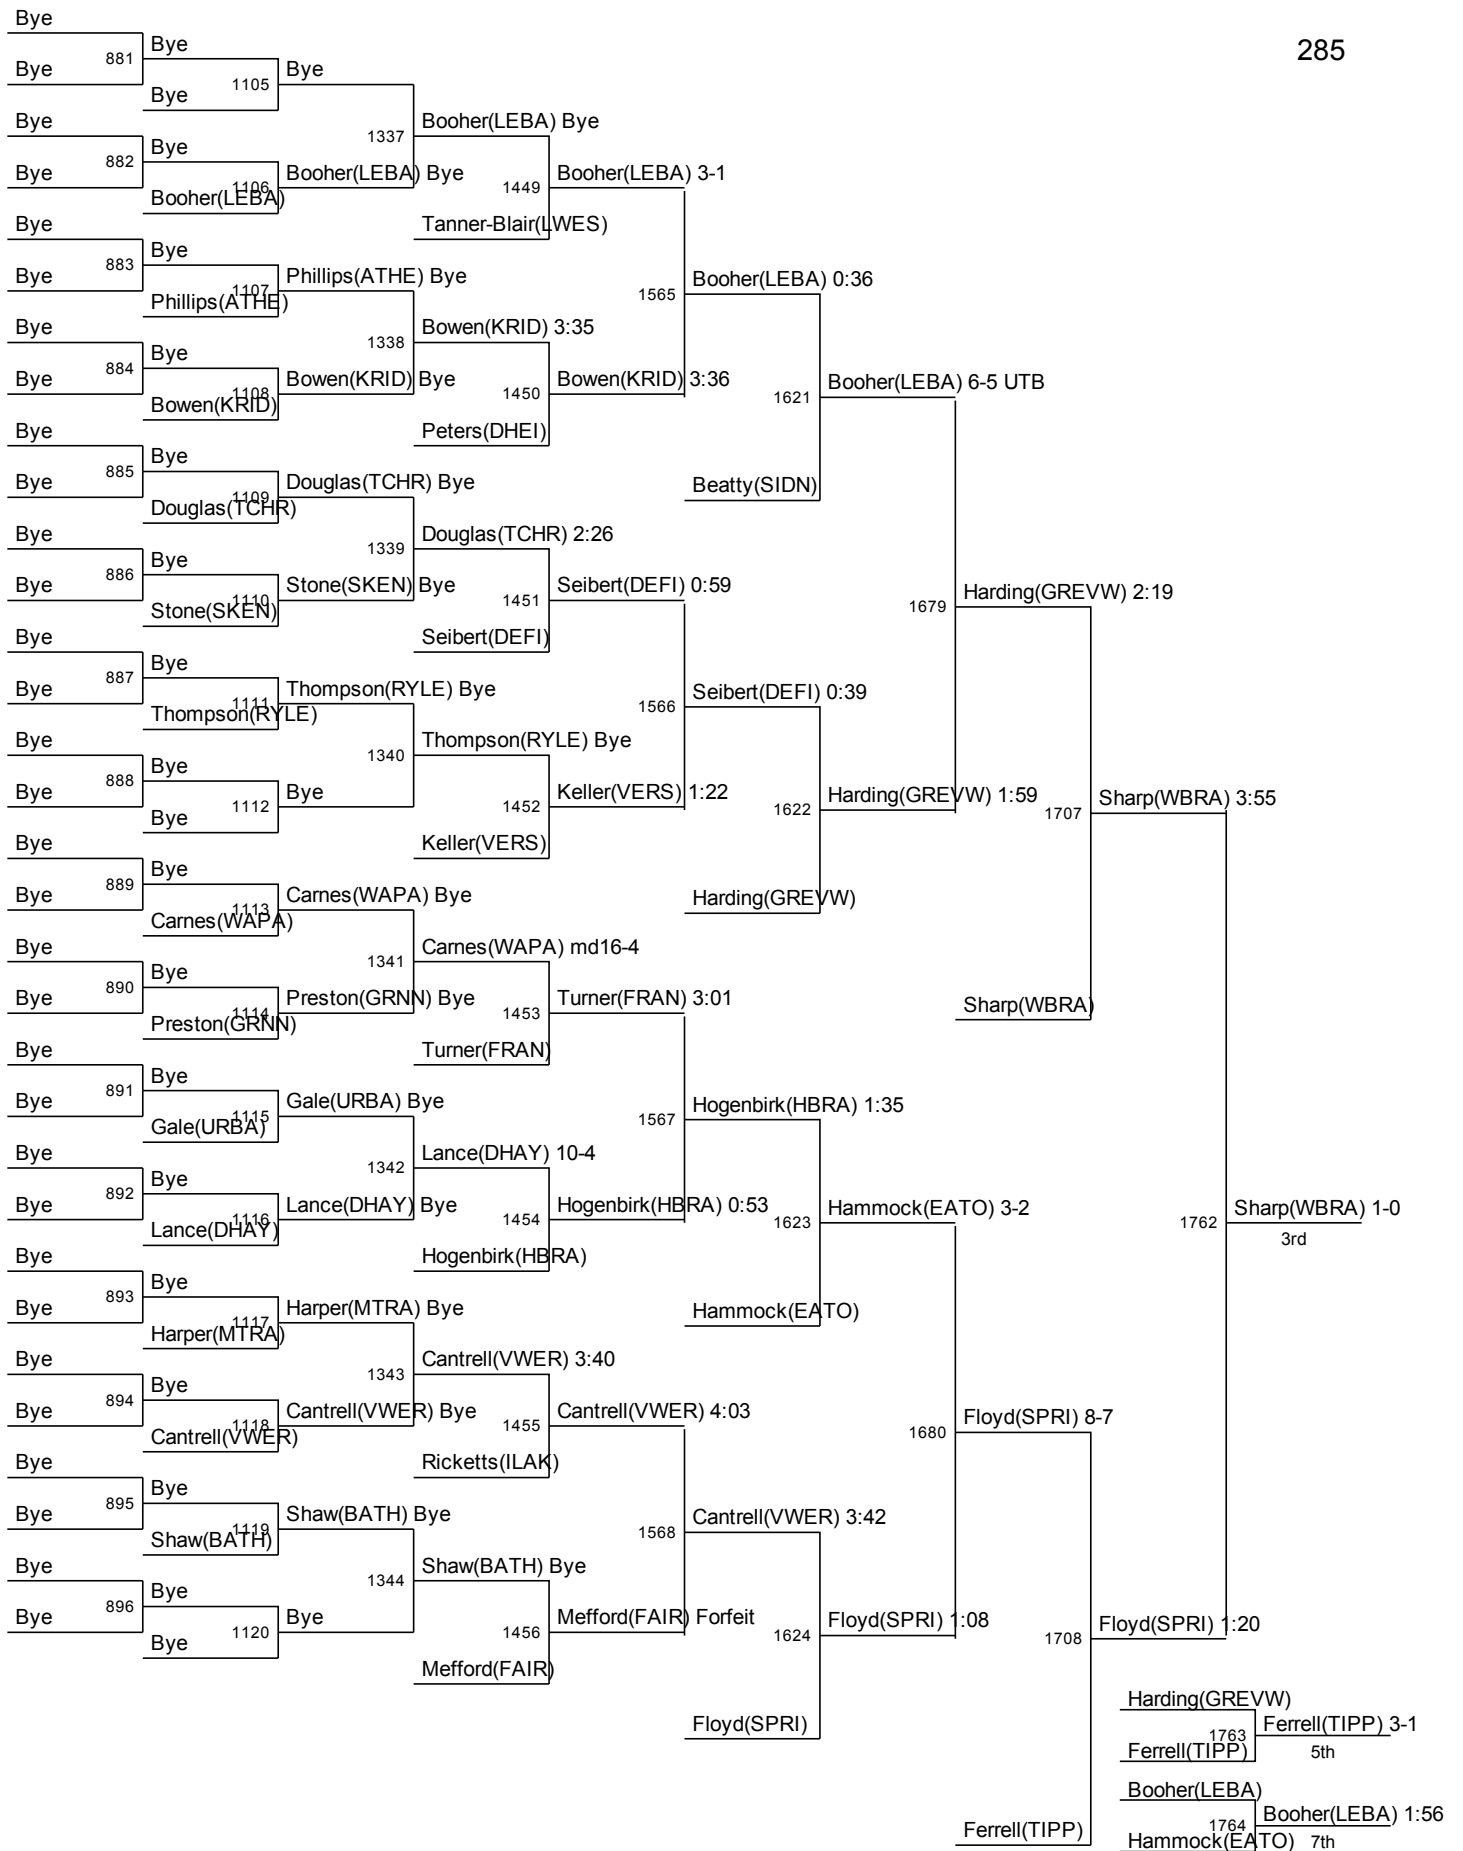 285
Bye
Bye
881
Bye
Bye
1105
Bye
Bye
Bye
882
Bye
Booher(LEBA)
1106
Booher(LEBA) Bye
1337
Booher(LEBA) Bye
Tanner-Blair(LWES)
1449
Booher(LEBA) 3-1
Bye
Bye
883
Bye
Phillips(ATHE)
1107
Phillips(ATHE) Bye
Bye
Bye
884
Bye
Bowen(KRID)
1108
Bowen(KRID) Bye
1338
Bowen(KRID) 3:35
Peters(DHEI)
1450
Bowen(KRID) 3:36
1565
Booher(LEBA) 0:36
Beatty(SIDN)
1621
Booher(LEBA) 6-5 UTB
Bye
Bye
885
Bye
Douglas(TCHR)
1109
Douglas(TCHR) Bye
Bye
Bye
886
Bye
Stone(SKEN)
1110
Stone(SKEN) Bye
1339
Douglas(TCHR) 2:26
Seibert(DEFI)
1451
Seibert(DEFI) 0:59
Bye
Bye
887
Bye
Thompson(RYLE)
1111
Thompson(RYLE) Bye
Bye
Bye
888
Bye
Bye
1112
Bye
1340
Thompson(RYLE) Bye
Keller(VERS)
1452
Keller(VERS) 1:22
1566
Seibert(DEFI) 0:39
Harding(GREVW)
1622
Harding(GREVW) 1:59
1679
Harding(GREVW) 2:19
Sharp(WBRA)
1707
Sharp(WBRA) 3:55
Bye
Bye
889
Bye
Carnes(WAPA)
1113
Carnes(WAPA) Bye
Bye
Bye
890
Bye
Preston(GRNN)
1114
Preston(GRNN) Bye
1341
Carnes(WAPA) md16-4
Turner(FRAN)
1453
Turner(FRAN) 3:01
Bye
Bye
891
Bye
Gale(URBA)
1115
Gale(URBA) Bye
Bye
Bye
892
Bye
Lance(DHAY)
1116
Lance(DHAY) Bye
1342
Lance(DHAY) 10-4
Hogenbirk(HBRA)
1454
Hogenbirk(HBRA) 0:53
1567
Hogenbirk(HBRA) 1:35
Hammock(EATO)
1623
Hammock(EATO) 3-2
Bye
Bye
893
Bye
Harper(MTRA)
1117
Harper(MTRA) Bye
Bye
Bye
894
Bye
Cantrell(VWER)
1118
Cantrell(VWER) Bye
1343
Cantrell(VWER) 3:40
Ricketts(ILAK)
1455
Cantrell(VWER) 4:03
Bye
Bye
895
Bye
Shaw(BATH)
1119
Shaw(BATH) Bye
Bye
Bye
896
Bye
Bye
1120
Bye
1344
Shaw(BATH) Bye
Mefford(FAIR)
1456
Mefford(FAIR) Forfeit
1568
Cantrell(VWER) 3:42
Floyd(SPRI)
1624
Floyd(SPRI) 1:08
1680
Floyd(SPRI) 8-7
Ferrell(TIPP)
1708
Floyd(SPRI) 1:20
1762
Sharp(WBRA) 1-0
3rd
Harding(GREVW)
Ferrell(TIPP)
1763
Ferrell(TIPP) 3-1
5th
Booher(LEBA)
Hammock(EATO)
1764
Booher(LEBA) 1:56
7th